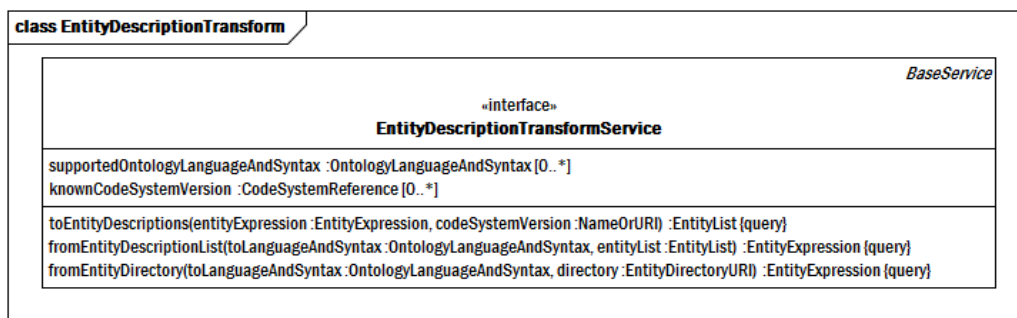 class EntityDescriptionTransform
BaseService
«interface»
EntityDescriptionTransformService
supportedOntologyLanguageAndSyntax :OntologyLanguageAndSyntax [0..*]
knownCodeSystemVersion :CodeSystemReference [0..*]
toEntityDescriptions(entityExpression :EntityExpression, codeSystemVersion :NameOrURI) :EntityList {query}
fromEntityDescriptionList(toLanguageAndSyntax :OntologyLanguageAndSyntax, entityList :EntityList) :EntityExpression {query}
fromEntityDirectory(toLanguageAndSyntax :OntologyLanguageAndSyntax, directory :EntityDirectoryURI) :EntityExpression {query}